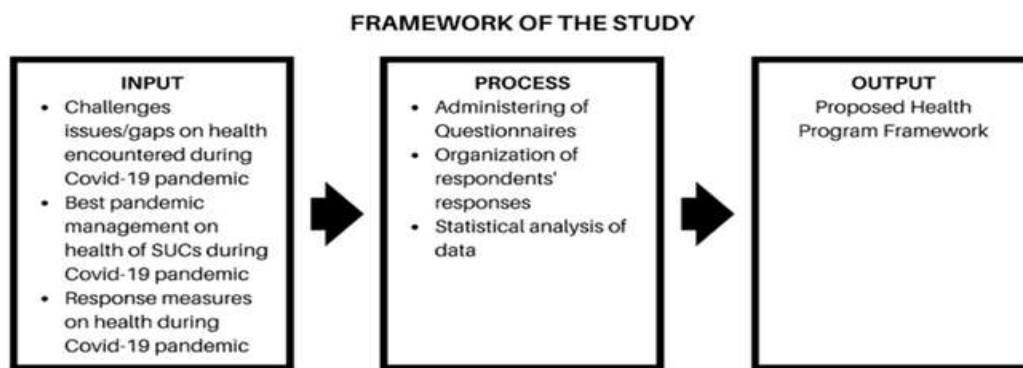 FRAMEWORK OF THE STUDY
INPUT
• Challenges
issues/gaps on health
encountered during
Covid-19 pandemic
• Best pandemic
management on
health of SUCs during
Covid-19 pandemic
• Response measures
on health during
Covid-19 pandemic
PROCESS
• Administering of
Questionnaires
• Organization of
respondents'
responses
• Statistical analysis of
data
OUTPUT
Proposed Health
Program Framework